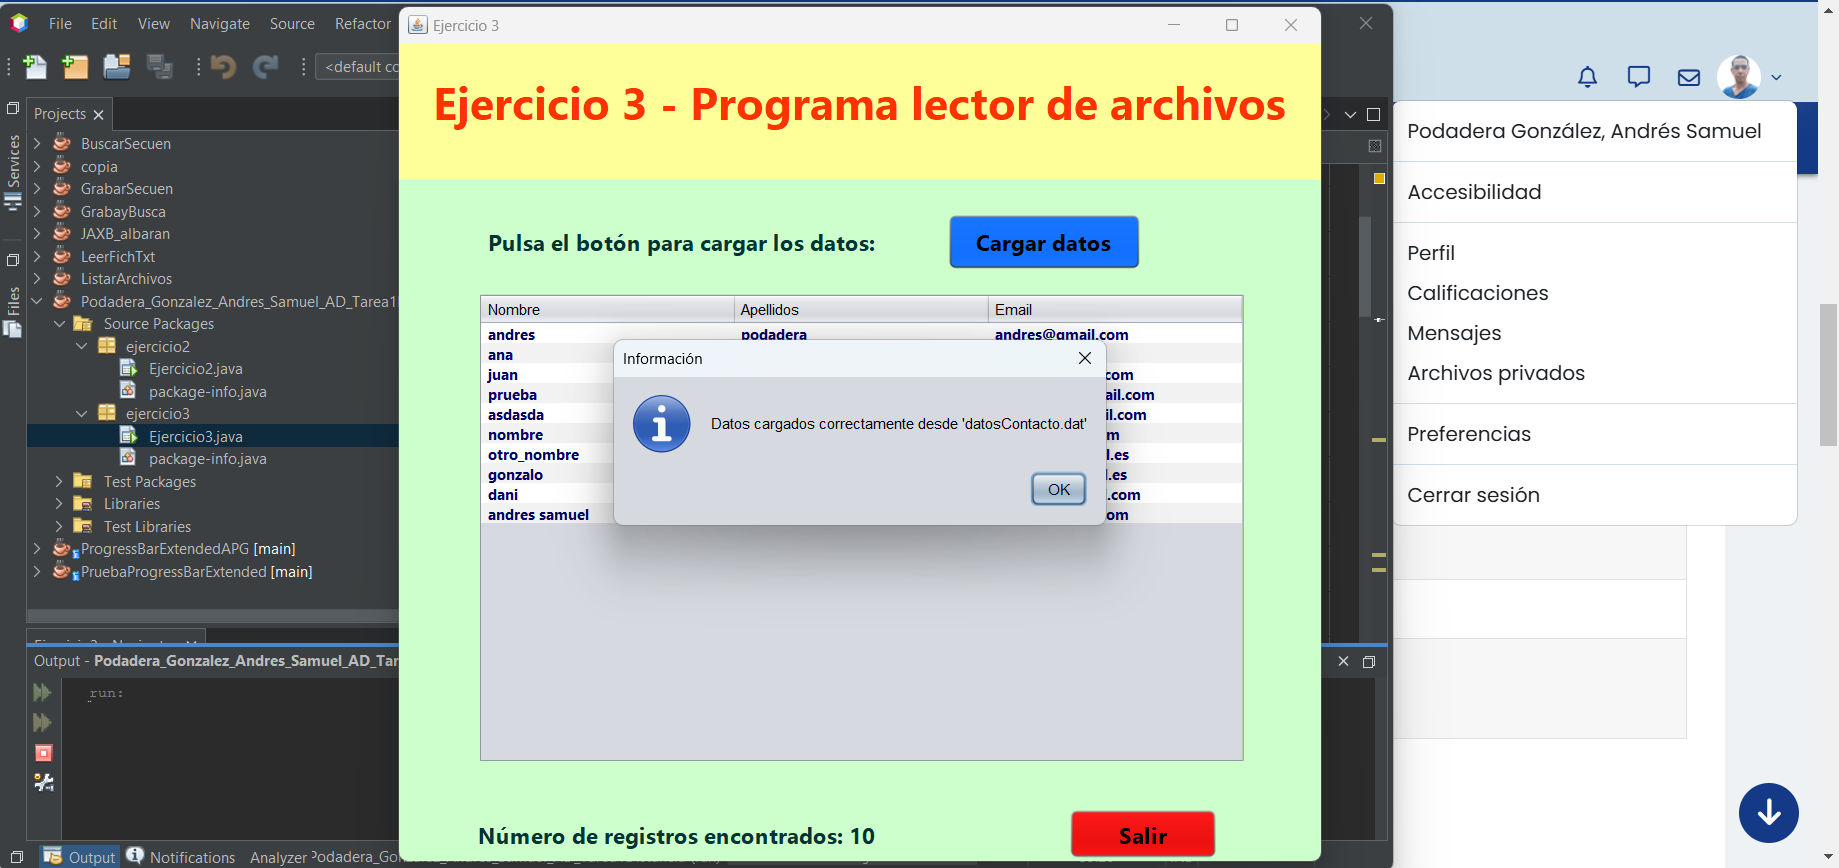 File Edit View Navigate Source Refactor
<default co
Projects
Services
Files
BuscarSecuen
copia
GrabarSecuen
GrabayBusca
JAXB_albaran
LeerFichTxt
ListarArchivos
Podadera_Gonzalez_Andres_Samuel_AD_Tarea1
Source Packages
ejercicio2
Ejercicio2.java
package-info.java
ejercicio3
Ejercicio3.java
package-info.java
Test Packages
Libraries
Test Libraries
ProgressBarExtendedAPG [main]
PruebaProgressBarExtended [main]
Output - Podadera_Gonzalez_Andres_Samuel_AD_Tar
run:
Output Notifications Analyzer
Ejercicio 3
Ejercicio 3 - Programa lector de archivos
Pulsa el botón para cargar los datos:
Cargar datos
Nombre Apellidos Email
andres podadera andres@gmail.com
ana
juan com
prueba ail.com
asdasda il.com
nombre m
otro_nombre l.es
gonzalo l.es
dani .com
andres samuel om
Información
Datos cargados correctamente desde 'datosContacto.dat'
OK
Número de registros encontrados: 10
Salir
Podadera González, Andrés Samuel
Accesibilidad
Perfil
Calificaciones
Mensajes
Archivos privados
Preferencias
Cerrar sesión